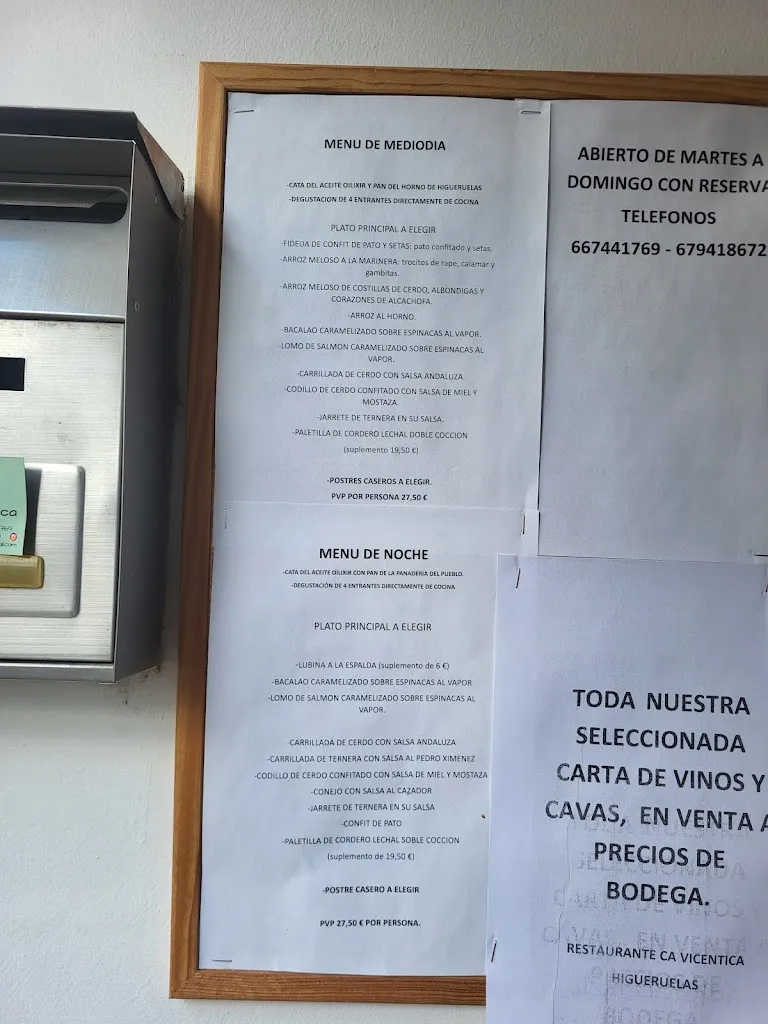 MENU DE MEDIODIA
-CATA DEL ACEITE OILIXIR Y PAN DEL HORNO DE HIGUERUELAS
-DEGUSTACION DE 4 ENTRANTES DIRECTAMENTE DE COCINA
PLATO PRINCIPAL A ELEGIR
-FIDEUA DE CONFIT DE PATO Y SETAS: pato confitado y setas.
-ARROZ MELOSO A LA MARINERA: trocitos de rape, calamar y
gambitas.
-ARROZ MELOSO DE COSTILLAS DE CERDO, ALBONDIGAS Y
CORAZONES DE ALCACHOFA.
-ARROZ AL HORNO.
-BACALAO CARAMELIZADO SOBRE ESPINACAS AL VAPOR.
-LOMO DE SALMON CARAMELIZADO SOBRE ESPINACAS AL
VAPOR.
-CARRILLADA DE CERDO CON SALSA ANDALUZA.
-CODILLO DE CERDO CONFITADO CON SALSA DE MIEL Y
MOSTAZA.
-JARRETE DE TERNERA EN SU SALSA.
-PALETILLA DE CORDERO LECHAL DOBLE COCCION
(suplemento 19,50 €)
-POSTRES CASEROS A ELEGIR.
PVP POR PERSONA 27,50 €
MENU DE NOCHE
-CATA DEL ACEITE OILIXIR CON PAN DE LA PANADERIA DEL PUEBLO.
-DEGUSTACIÓN DE 4 ENTRANTES DIRECTAMENTE DE COCINA
PLATO PRINCIPAL A ELEGIR
-LUBINA A LA ESPALDA (suplemento de 6 €)
-BACALAO CARAMELIZADO SOBRE ESPINACAS AL VAPOR
-LOMO DE SALMON CARAMELIZADO SOBRE ESPINACAS AL
VAPOR.
-CARRILLADA DE CERDO CON SALSA ANDALUZA
-CARRILLADA DE TERNERA CON SALSA AL PEDRO XIMENEZ
-CODILLO DE CERDO CONFITADO CON SALSA DE MIEL Y MOSTAZA
-CONEJO CON SALSA AL CAZADOR
-JARRETE DE TERNERA EN SU SALSA
-CONFIT DE PATO
-PALETILLA DE CORDERO LECHAL SOBLE COCCION
(suplemento de 19,50 €)
-POSTRE CASERO A ELEGIR
PVP 27,50 € POR PERSONA.
ABIERTO DE MARTES A
DOMINGO CON RESERVA
TELEFONOS
667441769 - 679418672
TODA NUESTRA
SELECCIONADA
CARTA DE VINOS Y
CAVAS, EN VENTA A
PRECIOS DE
BODEGA.
RESTAURANTE CA VICENTICA
HIGUERUELAS